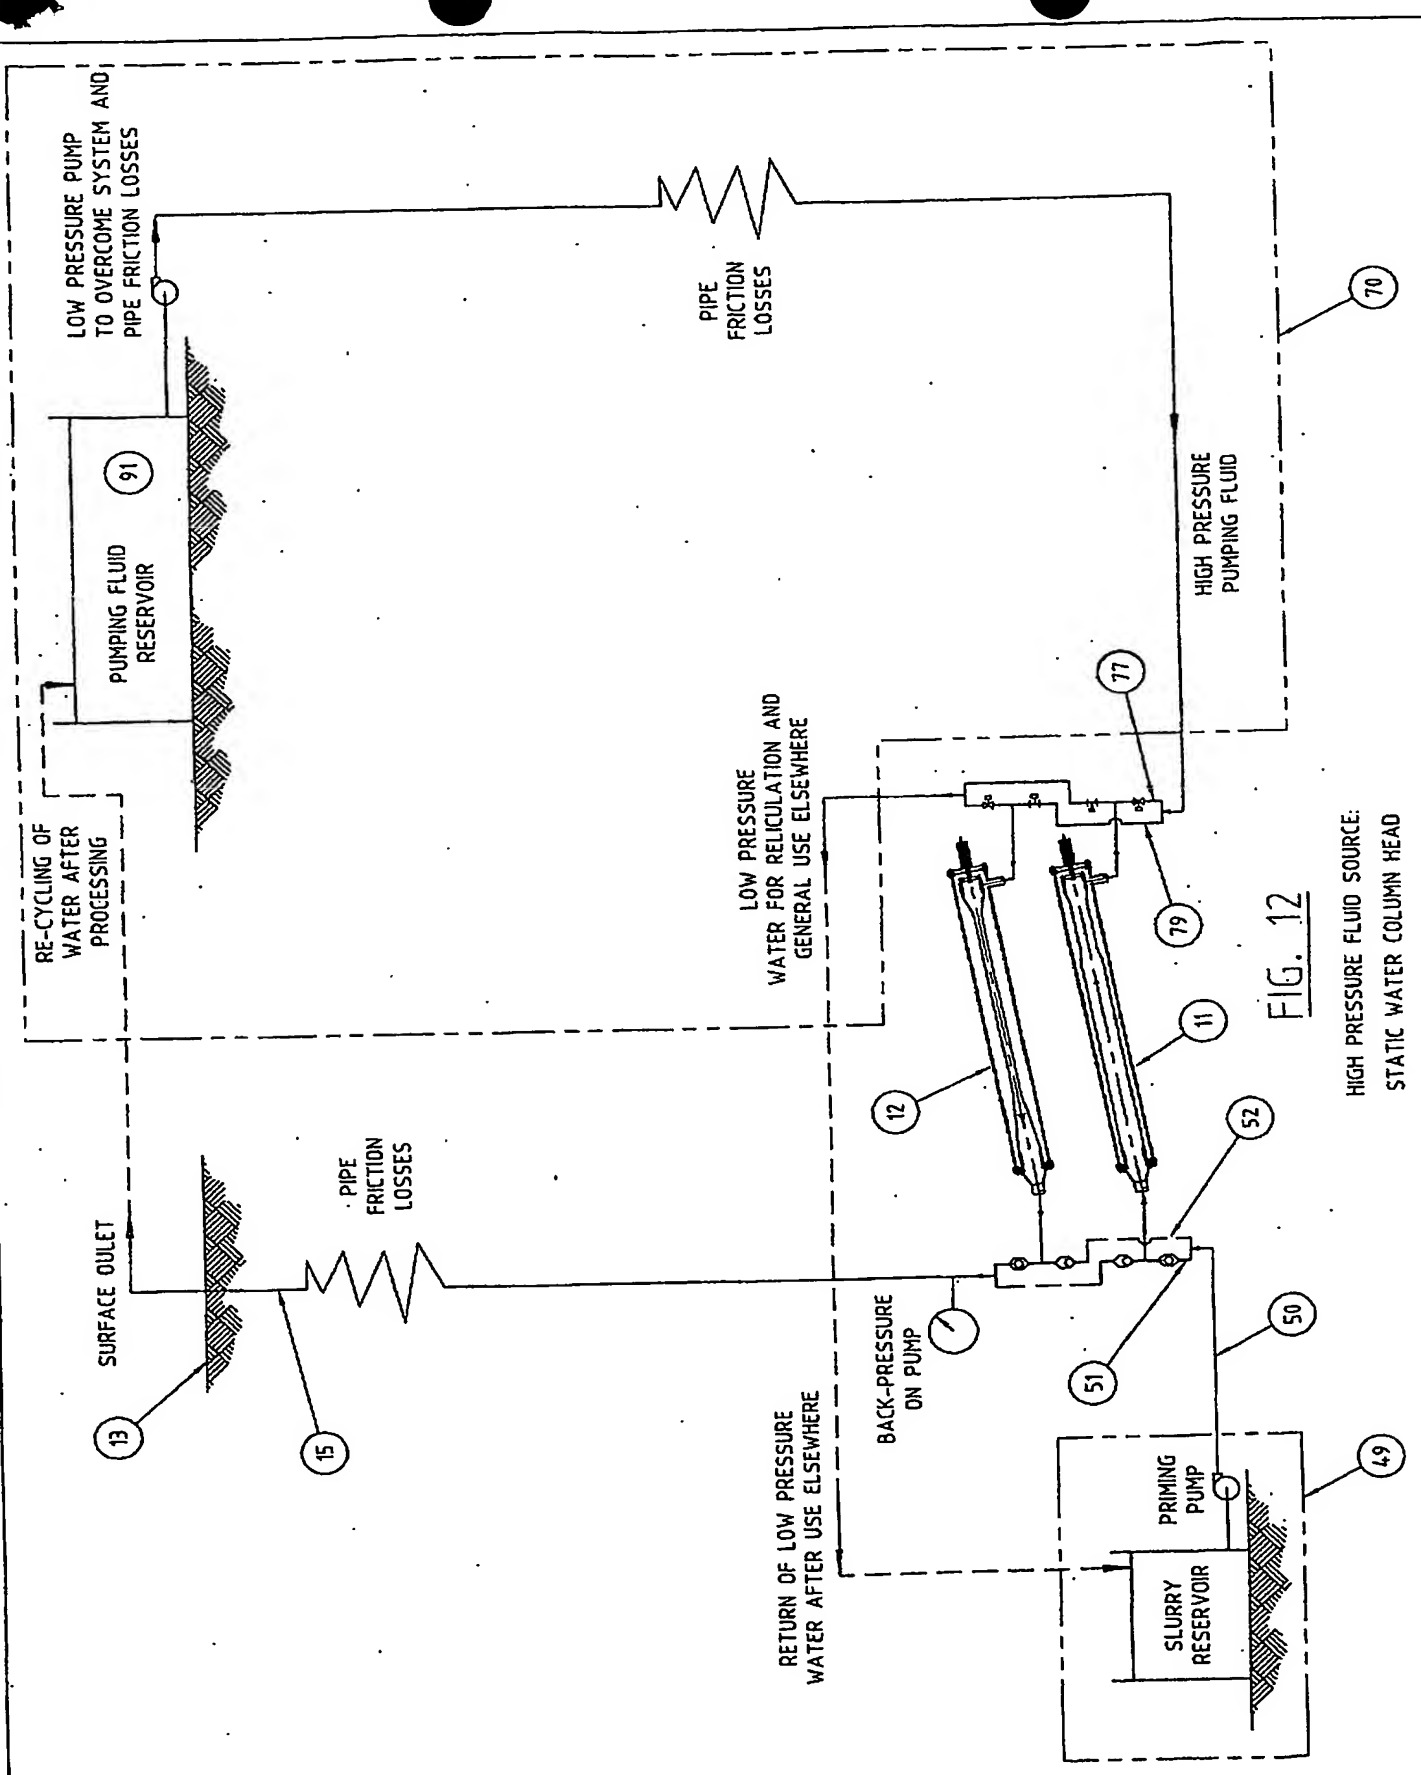 LOW PRESSURE PUMP
TO OVERCOME SYSTEM AND
PIPE FRICTION LOSSES
91
PUMPING FLUID
RESERVOIR
RE-CYCLING OF
WATER AFTER
PROCESSING
SURFACE OULET
13
15
PIPE
FRICTION
LOSSES
PIPE
FRICTION
LOSSES
70
HIGH PRESSURE
PUMPING FLUID
77
79
LOW PRESSURE
WATER FOR RELICULATION AND
GENERAL USE ELSEWHERE
12
11
52
51
50
BACK-PRESSURE
ON PUMP
RETURN OF LOW PRESSURE
WATER AFTER USE ELSEWHERE
PRIMING
PUMP
SLURRY
RESERVOIR
49
FIG. 12
HIGH PRESSURE FLUID SOURCE:
STATIC WATER COLUMN HEAD